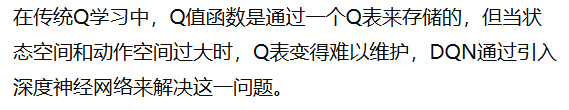 在传统Q学习中，Q值函数是通过一个Q表来存储的，但当状
态空间和动作空间过大时，Q表变得难以维护，DQN通过引入
深度神经网络来解决这一问题。